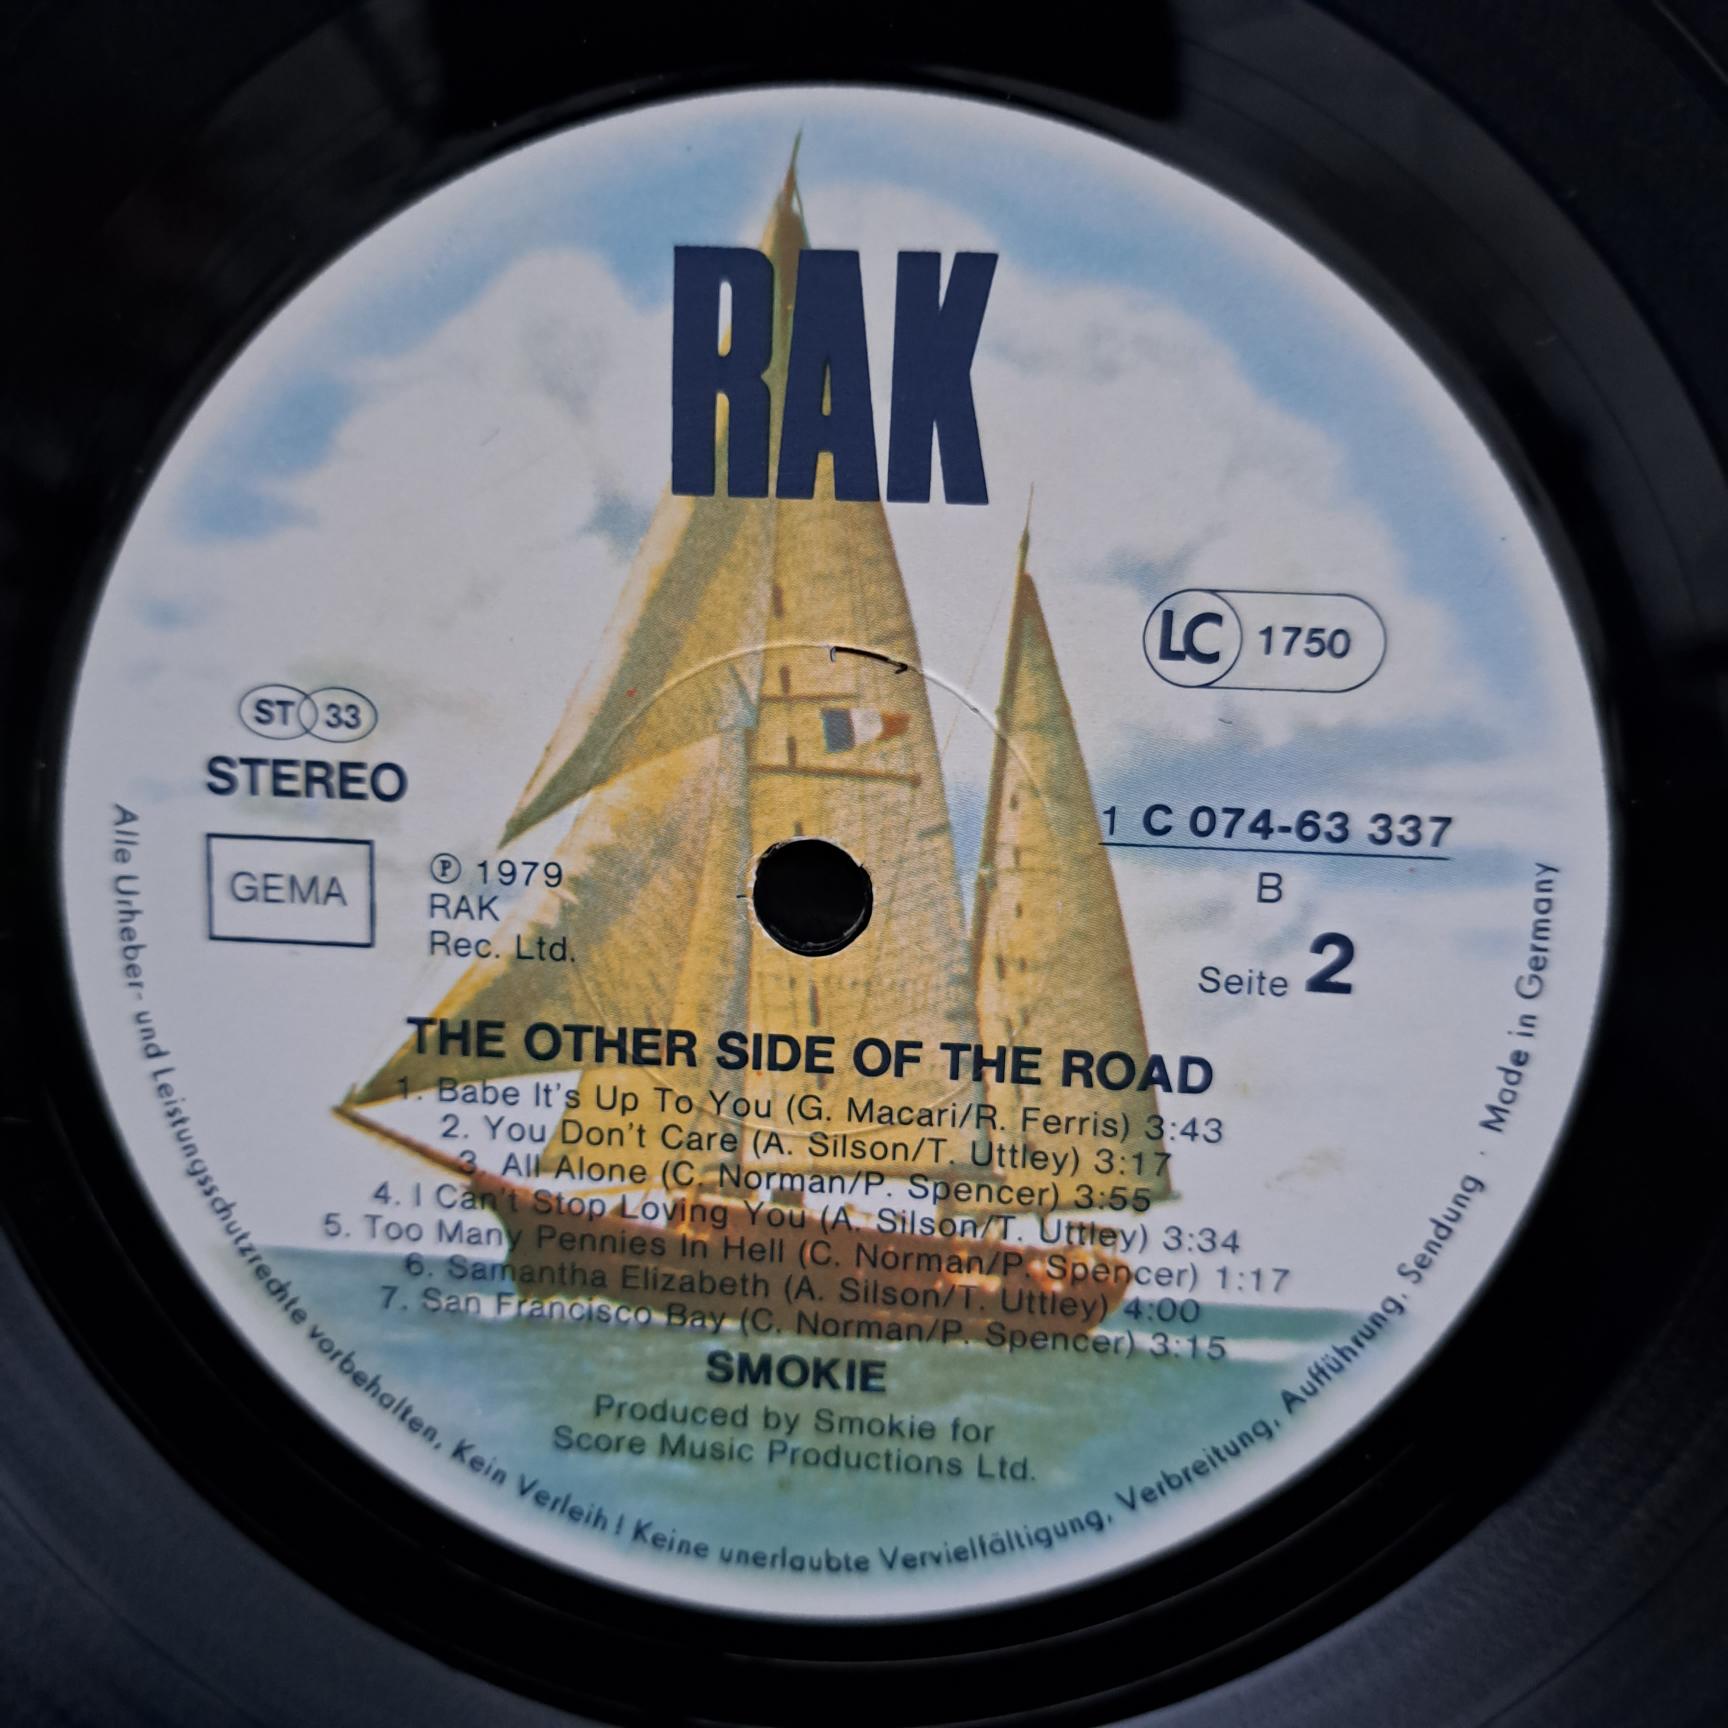 RAK
LC 1750
ST 33
STEREO
GEMA
℗ 1979
RAK
Rec. Ltd.
1 C 074-63 337
B
Seite 2
THE OTHER SIDE OF THE ROAD
1. Babe It's Up To You (G. Macari/R. Ferris) 3:43
2. You Don't Care (A. Silson/T. Uttley) 3:17
3. All Alone (C. Norman/P. Spencer) 3:55
4. I Can't Stop Loving You (A. Silson/T. Uttley) 3:34
5. Too Many Pennies In Hell (C. Norman/P. Spencer) 1:17
6. Samantha Elizabeth (A. Silson/T. Uttley) 4:00
7. San Francisco Bay (C. Norman/P. Spencer) 3:15
SMOKIE
Produced by Smokie for
Score Music Productions Ltd.
Alle Urheber- und Leistungsschutzrechte vorbehalten, Kein Verleih! Keine unerlaubte Vervielfältigung, Verbreitung, Aufführung, Sendung · Made in Germany